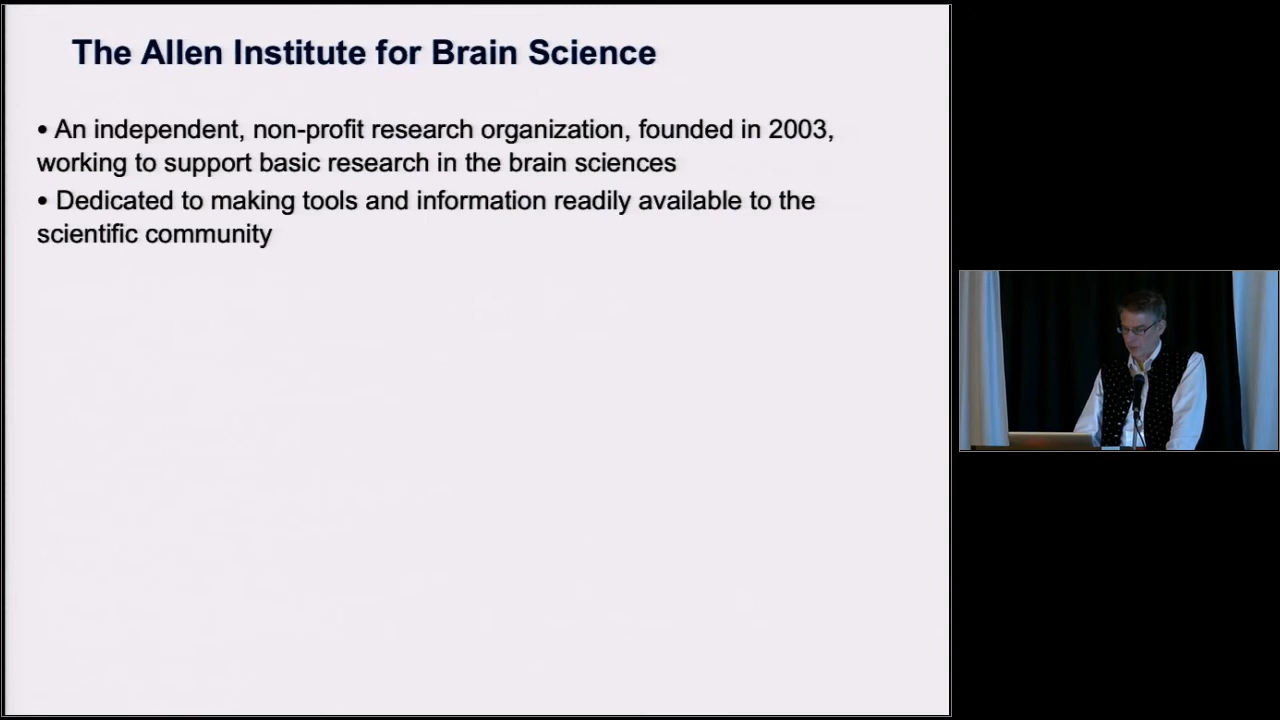 The Allen Institute for Brain Science
• An independent, non-profit research organization, founded in 2003,
working to support basic research in the brain sciences
• Dedicated to making tools and information readily available to the
scientific community